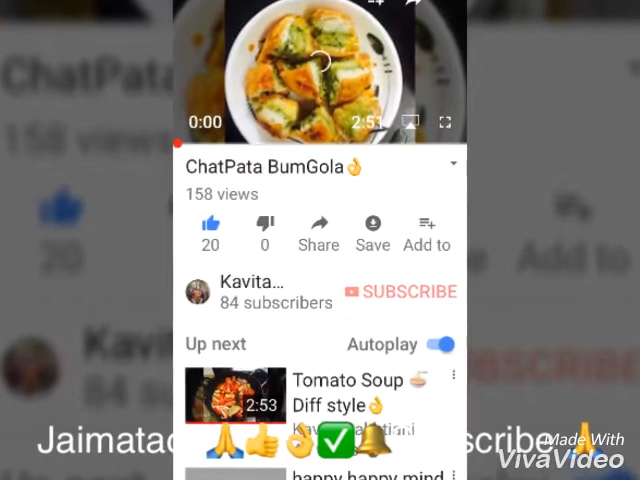 0:00
2:51
ChatPata BumGola👌
158 views
20
0
Share
Save
Add to
Kavita...
84 subscribers
SUBSCRIBE
Up next
Autoplay
2:53
Tomato Soup 🍜
Diff style👌
Jaimatad 🙏👍👌✅🔔 scribe 🙏
happy happy mind
Made With
VivaVideo